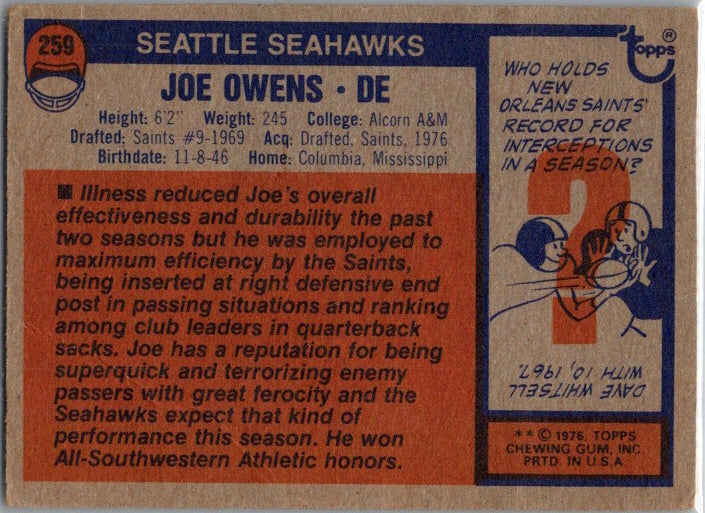 259
SEATTLE SEAHAWKS
JOE OWENS • DE
Height: 6'2" Weight: 245 College: Alcorn A&M
Drafted: Saints #9-1969 Acq: Drafted, Saints, 1976
Birthdate: 11-8-46 Home: Columbia, Mississippi
■ Illness reduced Joe's overall
effectiveness and durability the past
two seasons but he was employed to
maximum efficiency by the Saints,
being inserted at right defensive end
post in passing situations and ranking
among club leaders in quarterback
sacks. Joe has a reputation for being
superquick and terrorizing enemy
passers with great ferocity and the
Seahawks expect that kind of
performance this season. He won
All-Southwestern Athletic honors.
topps®
WHO HOLDS
NEW
ORLEANS SAINTS'
RECORD FOR
INTERCEPTIONS
IN A SEASON?
?
DAVE WHITSELL
WITH 10, 1967.
** © 1976, TOPPS
CHEWING GUM, INC.
PRTD. IN U.S.A.